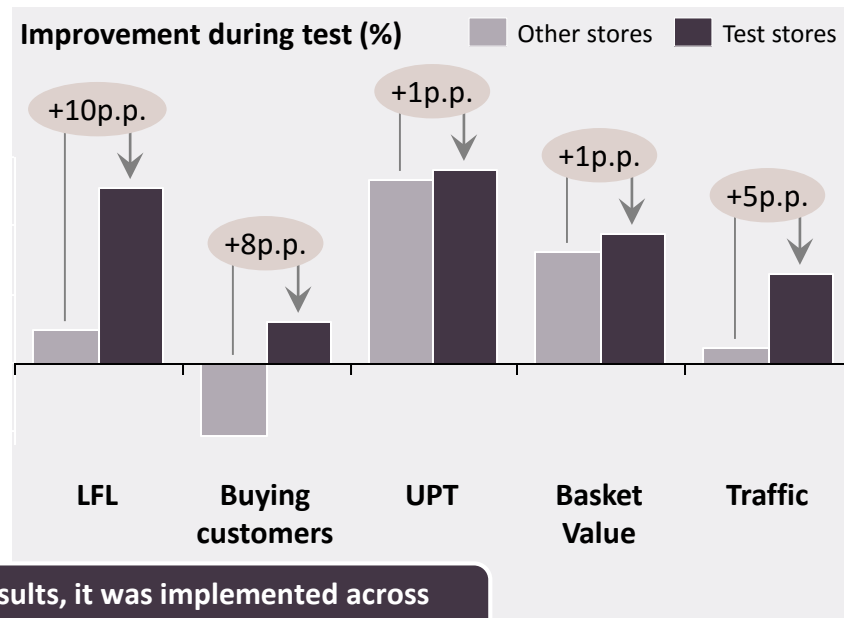 Improvement during test (%)
Other stores
Test stores
+10p.p.
+8p.p.
+1p.p.
+1p.p.
+5p.p.
LFL
Buying
customers
UPT
Basket
Value
Traffic
it was implemented across